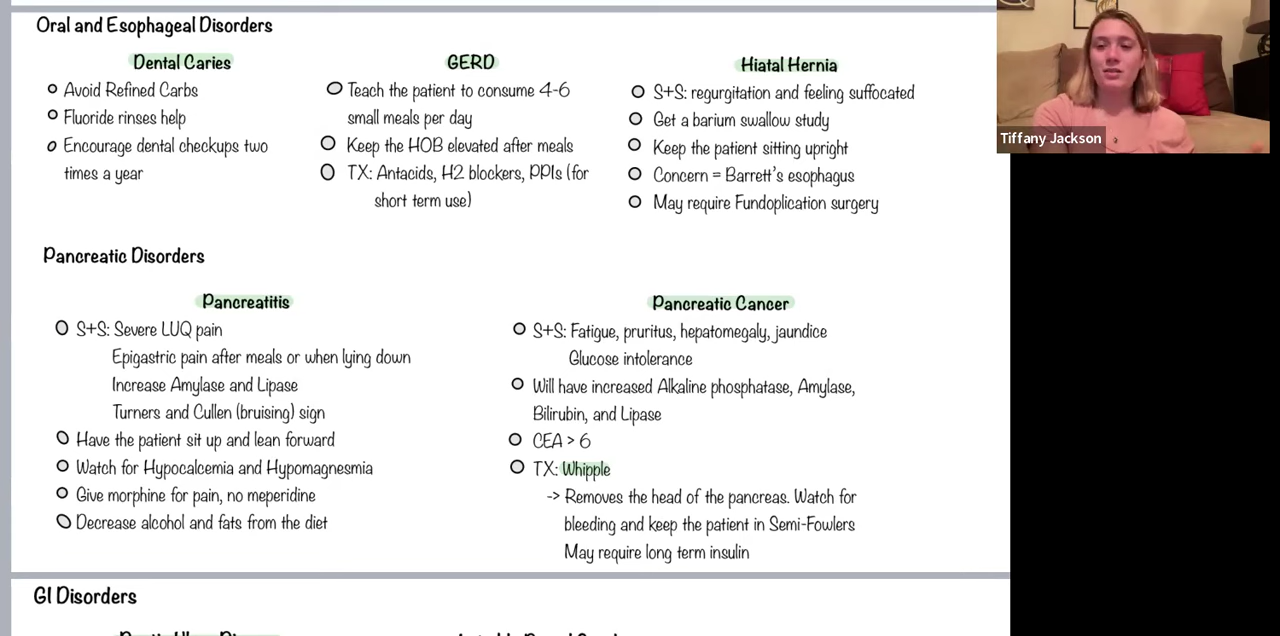 Oral and Esophageal Disorders
Dental Caries
Avoid Refined Carbs
Fluoride rinses help
Encourage dental checkups two
times a year
GERD
Teach the patient to consume 4-6
small meals per day
Keep the HOB elevated after meals
TX: Antacids, H2 blockers, PPIs (for
short term use)
Hiatal Hernia
S+S: regurgitation and feeling suffocated
Get a barium swallow study
Keep the patient sitting upright
Concern = Barrett's esophagus
May require Fundoplication surgery
Tiffany Jackson
Pancreatic Disorders
Pancreatitis
S+S: Severe LUQ pain
Epigastric pain after meals or when lying down
Increase Amylase and Lipase
Turners and Cullen (bruising) sign
Have the patient sit up and lean forward
Watch for Hypocalcemia and Hypomagnesmia
Give morphine for pain, no meperidine
Decrease alcohol and fats from the diet
Pancreatic Cancer
S+S: Fatigue, pruritus, hepatomegaly, jaundice
Glucose intolerance
Will have increased Alkaline phosphatase, Amylase,
Bilirubin, and Lipase
CEA > 6
TX: Whipple
-> Removes the head of the pancreas. Watch for
bleeding and keep the patient in Semi-Fowlers
May require long term insulin
GI Disorders